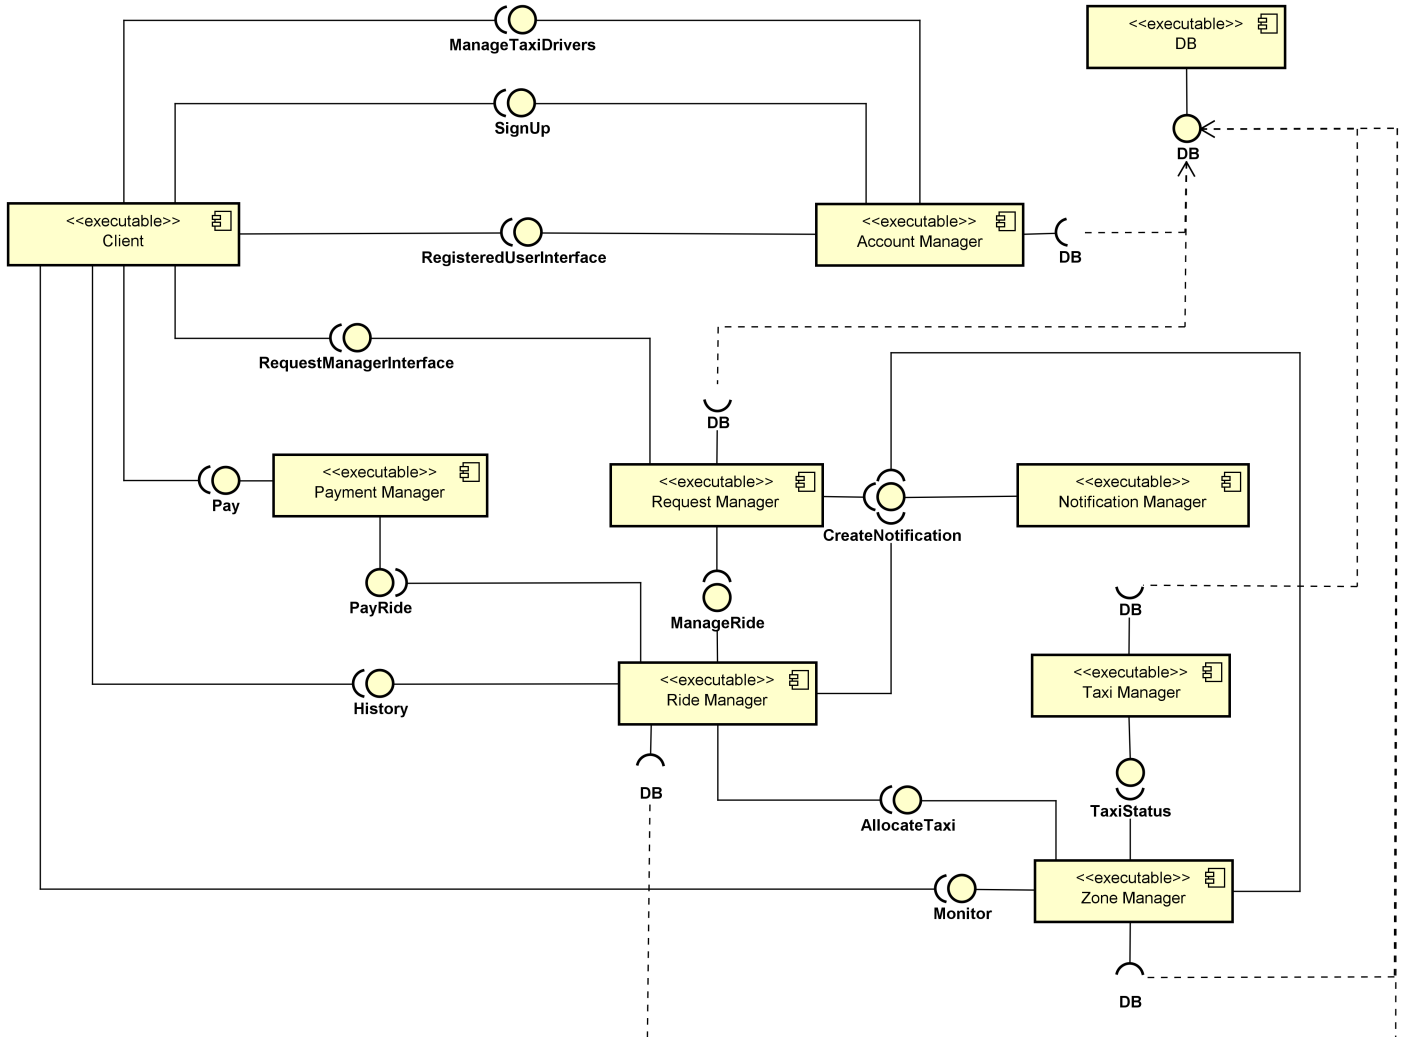 ManageTaxiDrivers
<<executable>>
DB
DB
SignUp
<<executable>>
Client
RegisteredUserInterface
<<executable>>
Account Manager
DB
RequestManagerInterface
DB
<<executable>>
Payment Manager
Pay
<<executable>>
Request Manager
CreateNotification
<<executable>>
Notification Manager
PayRide
ManageRide
DB
<<executable>>
Ride Manager
History
<<executable>>
Taxi Manager
DB
AllocateTaxi
TaxiStatus
<<executable>>
Zone Manager
Monitor
DB